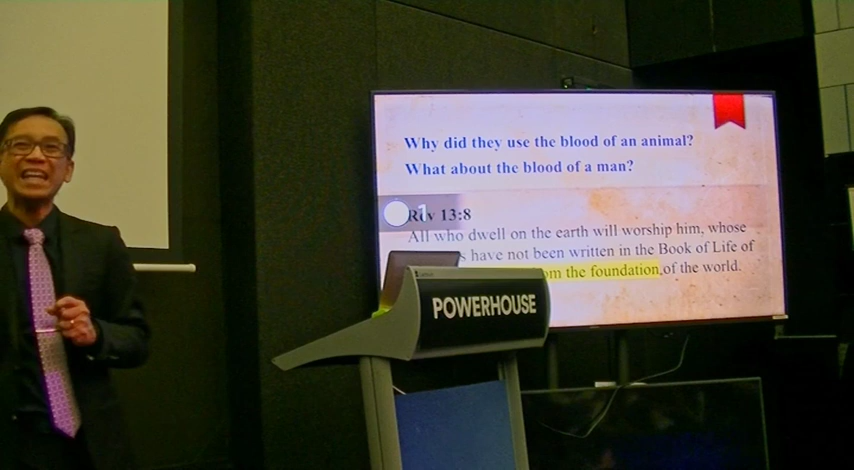 Why did they use the blood of an animal?
What about the blood of a man?
Rev 13:8
All who dwell on the earth will worship him, whose
have not been written in the Book of Life of
the foundation of the world.
POWERHOUSE